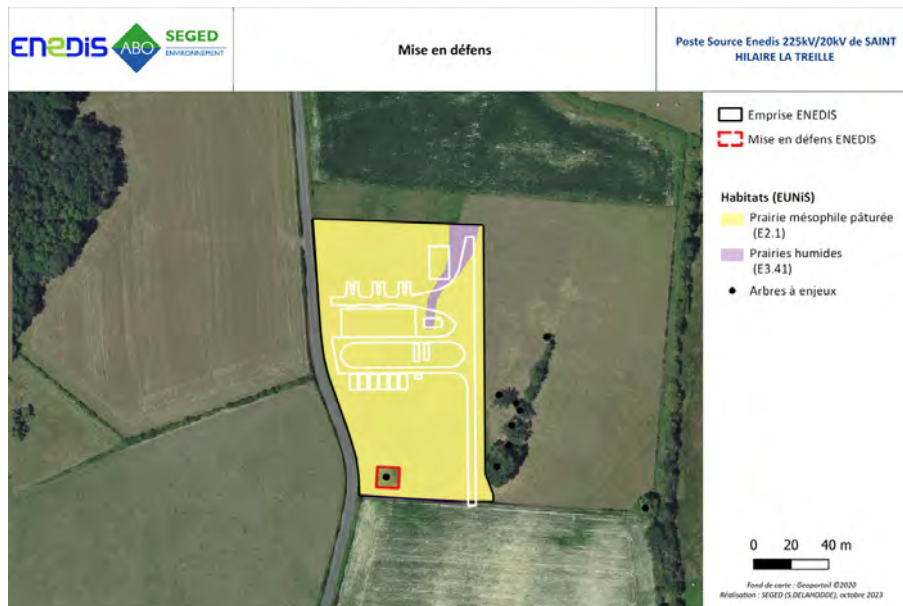 ENEDIS
ABO
SEGED
ENVIRONNEMENT
Mise en défens
Poste Source Enedis 225kV/20kV de SAINT
HILAIRE LA TREILLE
Emprise ENEDIS
Mise en défens ENEDIS
Habitats (EUNiS)
Prairie mésophile pâturée
(E2.1)
Prairies humides
(E3.41)
Arbres à enjeux
0 20 40 m
Fond de carte : Geoportail ©2020
Réalisation : SEGED (S.DELAHODDE), octobre 2023